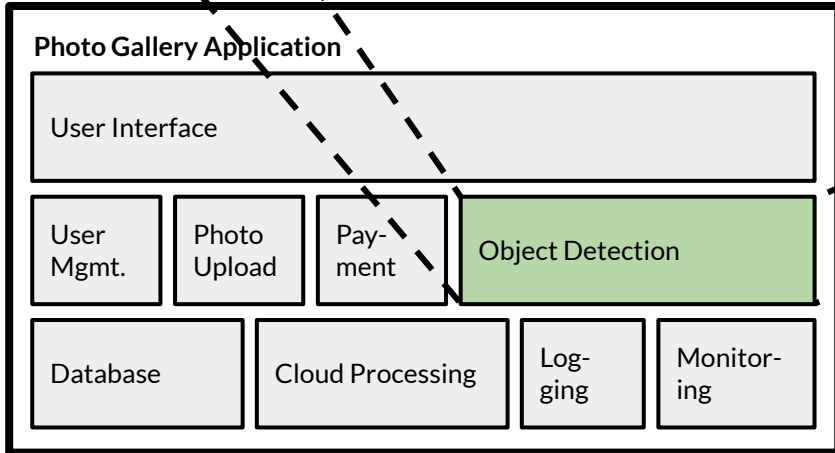 Photo Gallery Application
User Interface
User
Mgmt.
Photo
Upload
Pay-
ment
Object Detection
Database
Cloud Processing
Log-
ging
Monitor-
ing